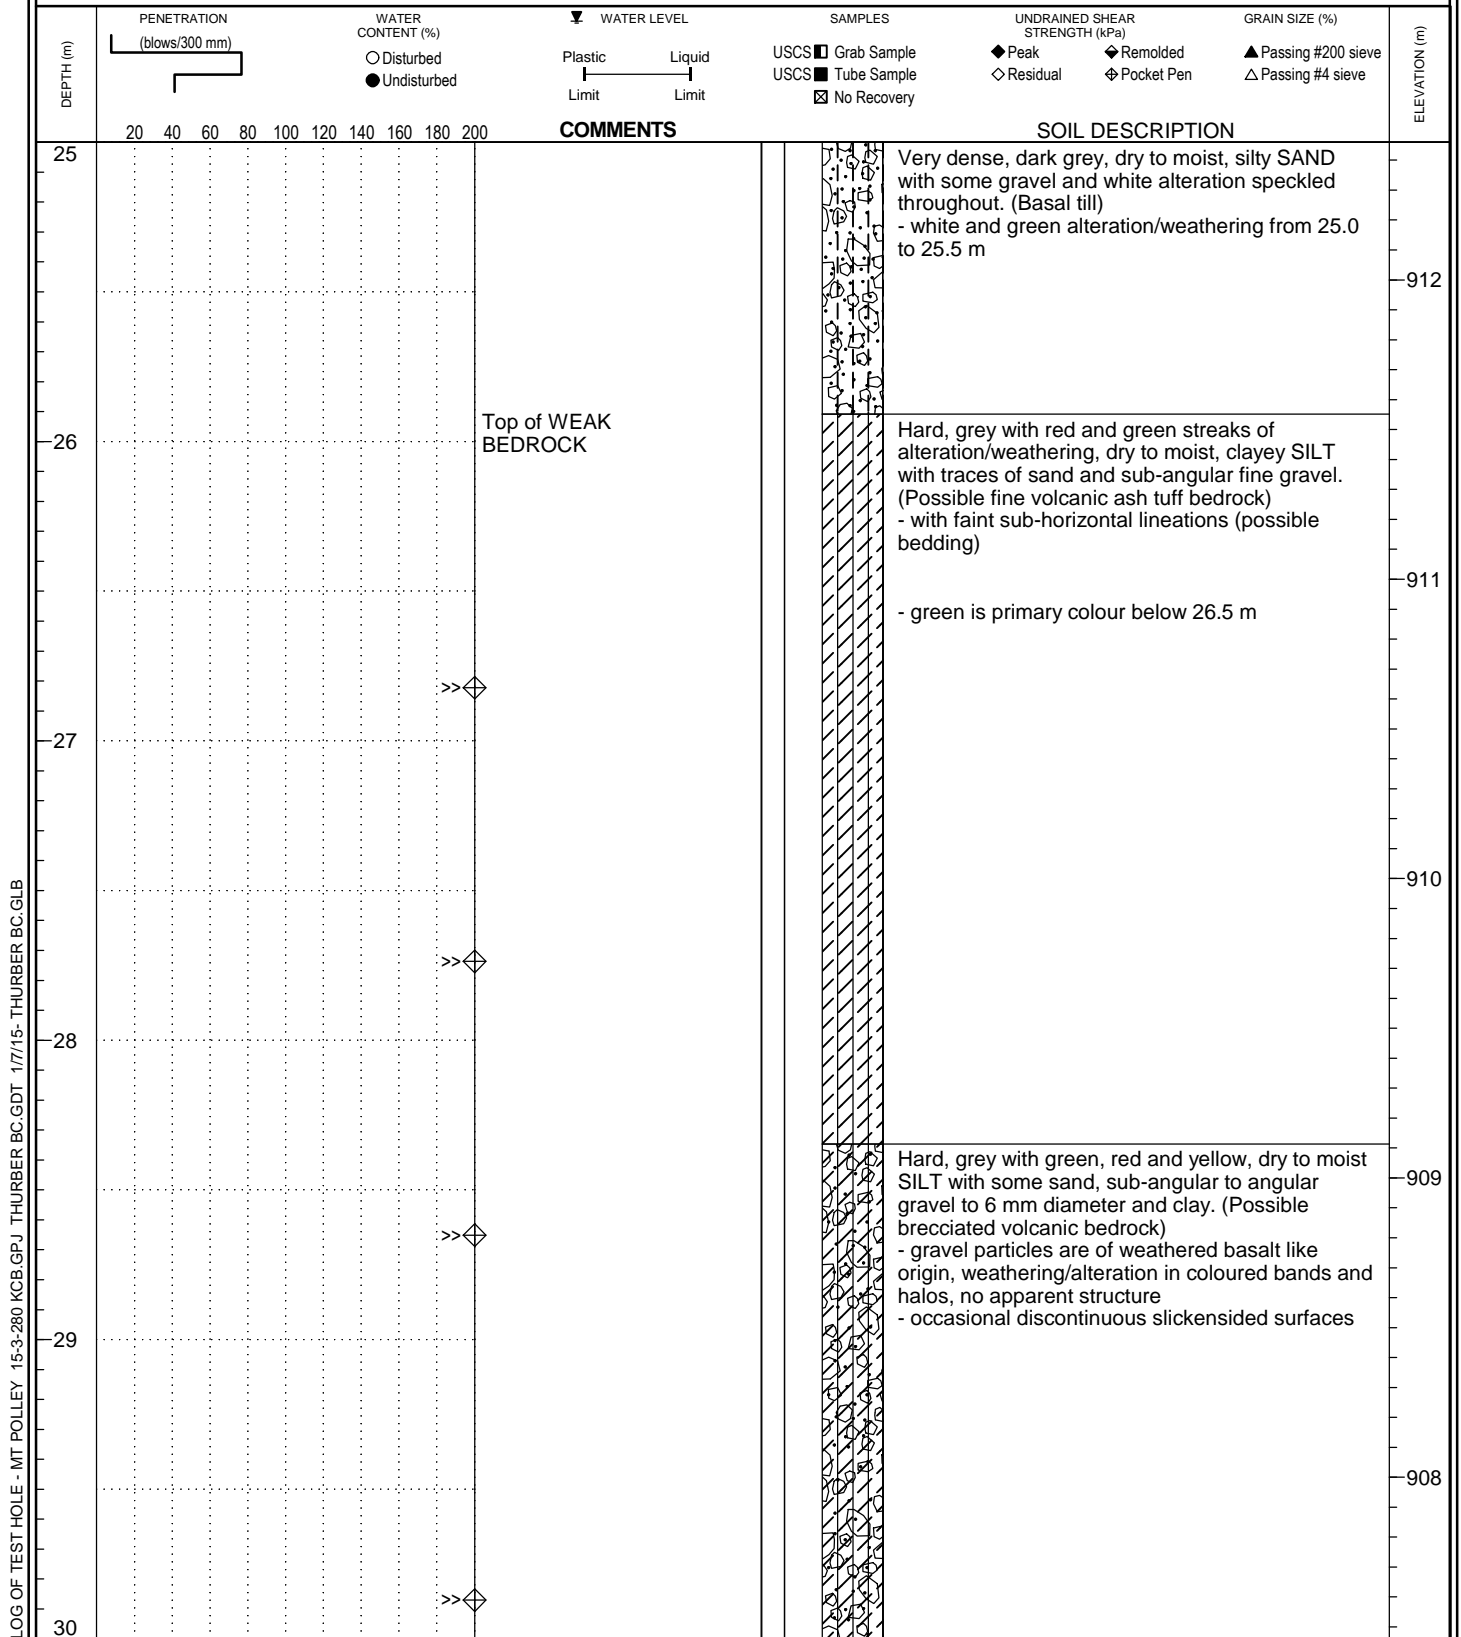 PENETRATION
(blows/300 mm)
WATER
CONTENT (%)
Disturbed
Undisturbed
WATER LEVEL
Plastic Liquid
Limit Limit
SAMPLES
USCS Grab Sample
USCS Tube Sample
No Recovery
UNDRAINED SHEAR
STRENGTH (kPa)
Peak Remolded
Residual Pocket Pen
GRAIN SIZE (%)
Passing #200 sieve
Passing #4 sieve
DEPTH (m)
ELEVATION (m)
20 40 60 80 100 120 140 160 180 200
COMMENTS
SOIL DESCRIPTION
25
Very dense, dark grey, dry to moist, silty SAND
with some gravel and white alteration speckled
throughout. (Basal till)
- white and green alteration/weathering from 25.0
to 25.5 m
912
Top of WEAK
BEDROCK
26
Hard, grey with red and green streaks of
alteration/weathering, dry to moist, clayey SILT
with traces of sand and sub-angular fine gravel.
(Possible fine volcanic ash tuff bedrock)
- with faint sub-horizontal lineations (possible
bedding)
911
- green is primary colour below 26.5 m
>>
27
910
>>
28
Hard, grey with green, red and yellow, dry to moist
SILT with some sand, sub-angular to angular
gravel to 6 mm diameter and clay. (Possible
brecciated volcanic bedrock)
- gravel particles are of weathered basalt like
origin, weathering/alteration in coloured bands and
halos, no apparent structure
- occasional discontinuous slickensided surfaces
909
>>
29
908
>>
30
LOG OF TEST HOLE - MT POLLEY 15-3-280 KCB.GPJ THURBER BC.GDT 1/7/15- THURBER BC.GLB